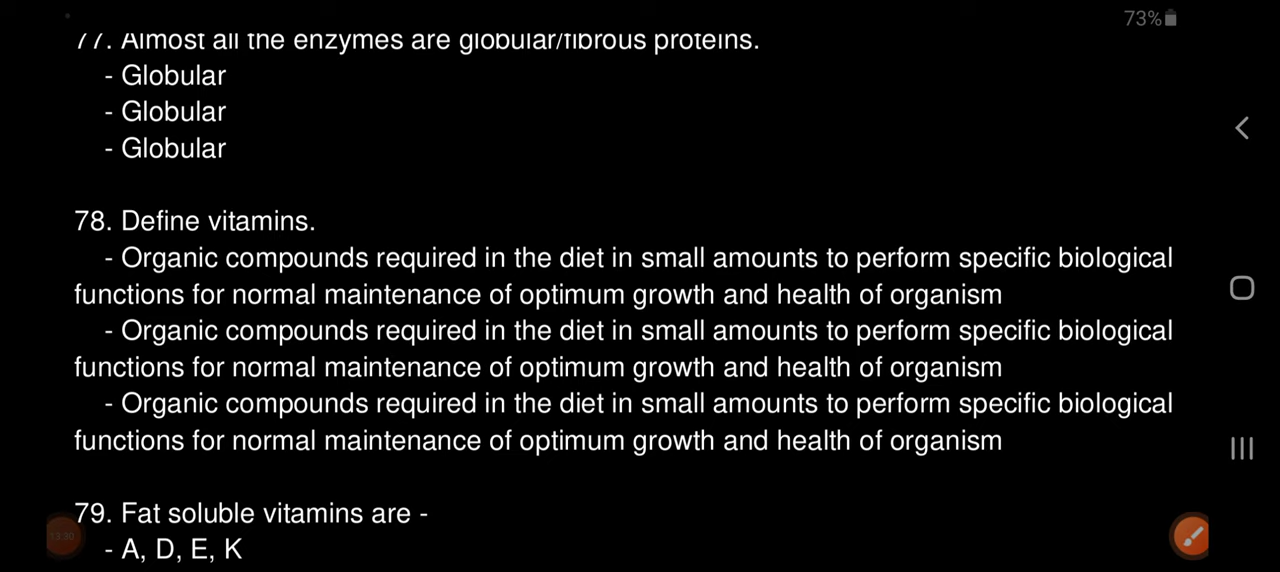 73%
77. Almost all the enzymes are globular/fibrous proteins.
- Globular
- Globular
- Globular
78. Define vitamins.
- Organic compounds required in the diet in small amounts to perform specific biological
functions for normal maintenance of optimum growth and health of organism
- Organic compounds required in the diet in small amounts to perform specific biological
functions for normal maintenance of optimum growth and health of organism
- Organic compounds required in the diet in small amounts to perform specific biological
functions for normal maintenance of optimum growth and health of organism
79. Fat soluble vitamins are -
- A, D, E, K